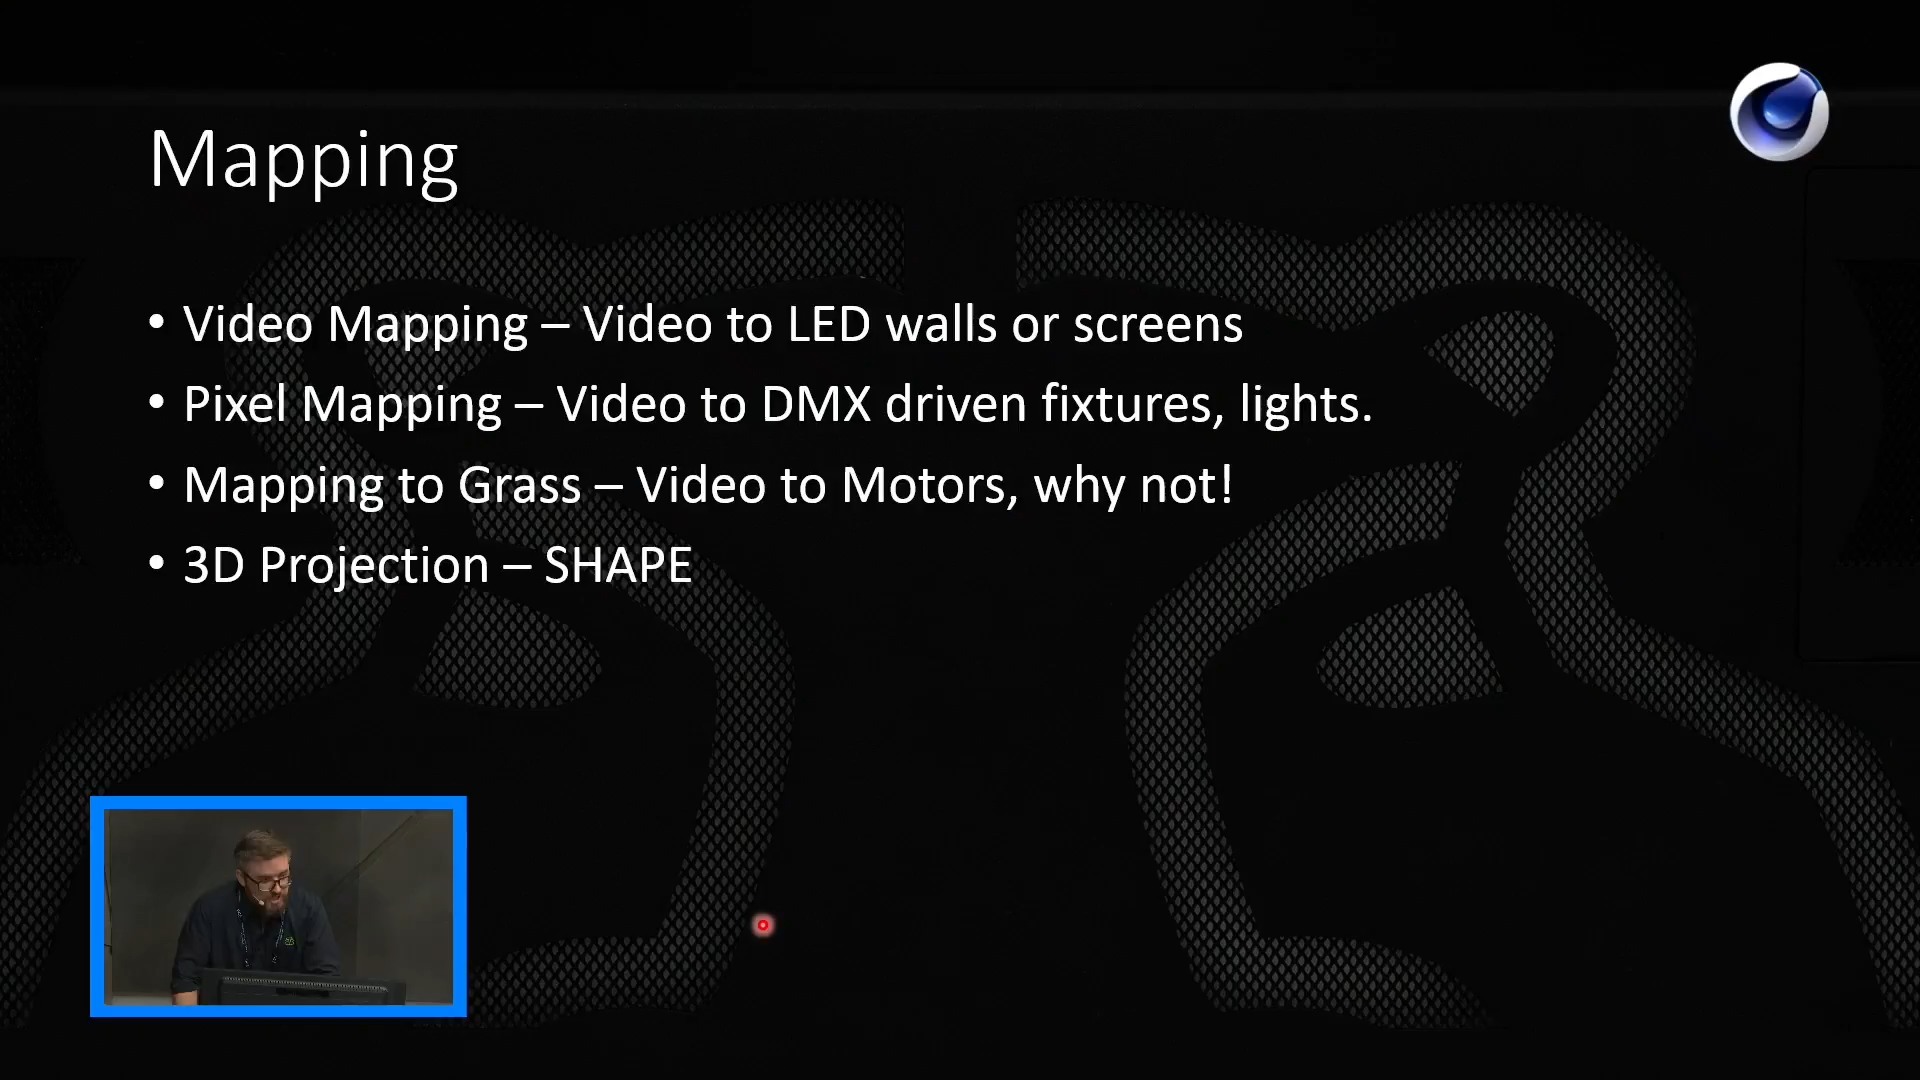 Mapping
• Video Mapping – Video to LED walls or screens
• Pixel Mapping – Video to DMX driven fixtures, lights.
• Mapping to Grass – Video to Motors, why not!
• 3D Projection – SHAPE